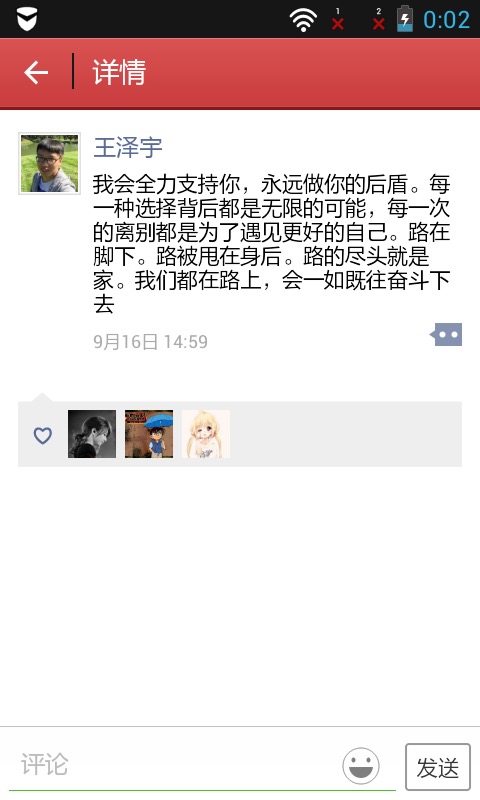 1
2
0:02
详情
王泽宇
我会全力支持你，永远做你的后盾。每
一种选择背后都是无限的可能，每一次
的离别都是为了遇见更好的自己。路在
脚下。路被甩在身后。路的尽头就是
家。我们都在路上，会一如既往奋斗下
去
9月16日 14:59
评论
发送